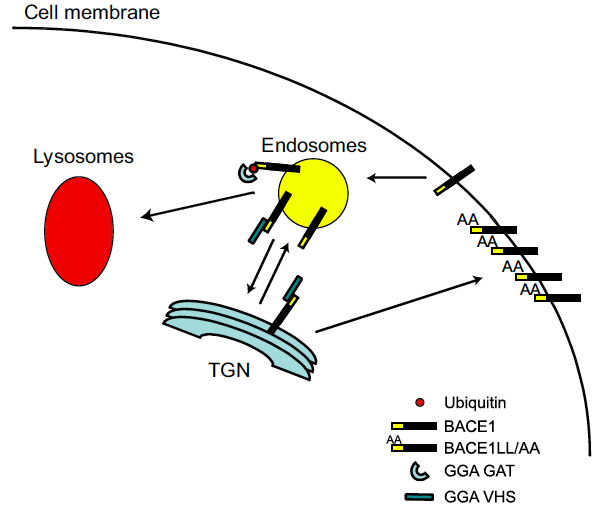 Cell membrane
Endosomes
Lysosomes
AA
AA
AA
AA
TGN
Ubiquitin
BACE1
AA
BACE1LL/AA
GGA GAT
GGA VHS